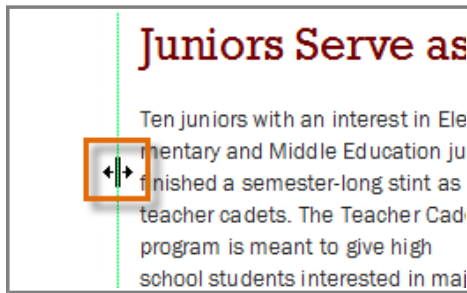 Juniors Serve as
Ten juniors with an interest in Ele
mentary and Middle Education ju
finished a semester-long stint as
teacher cadets. The Teacher Cad
program is meant to give high
school students interested in maj